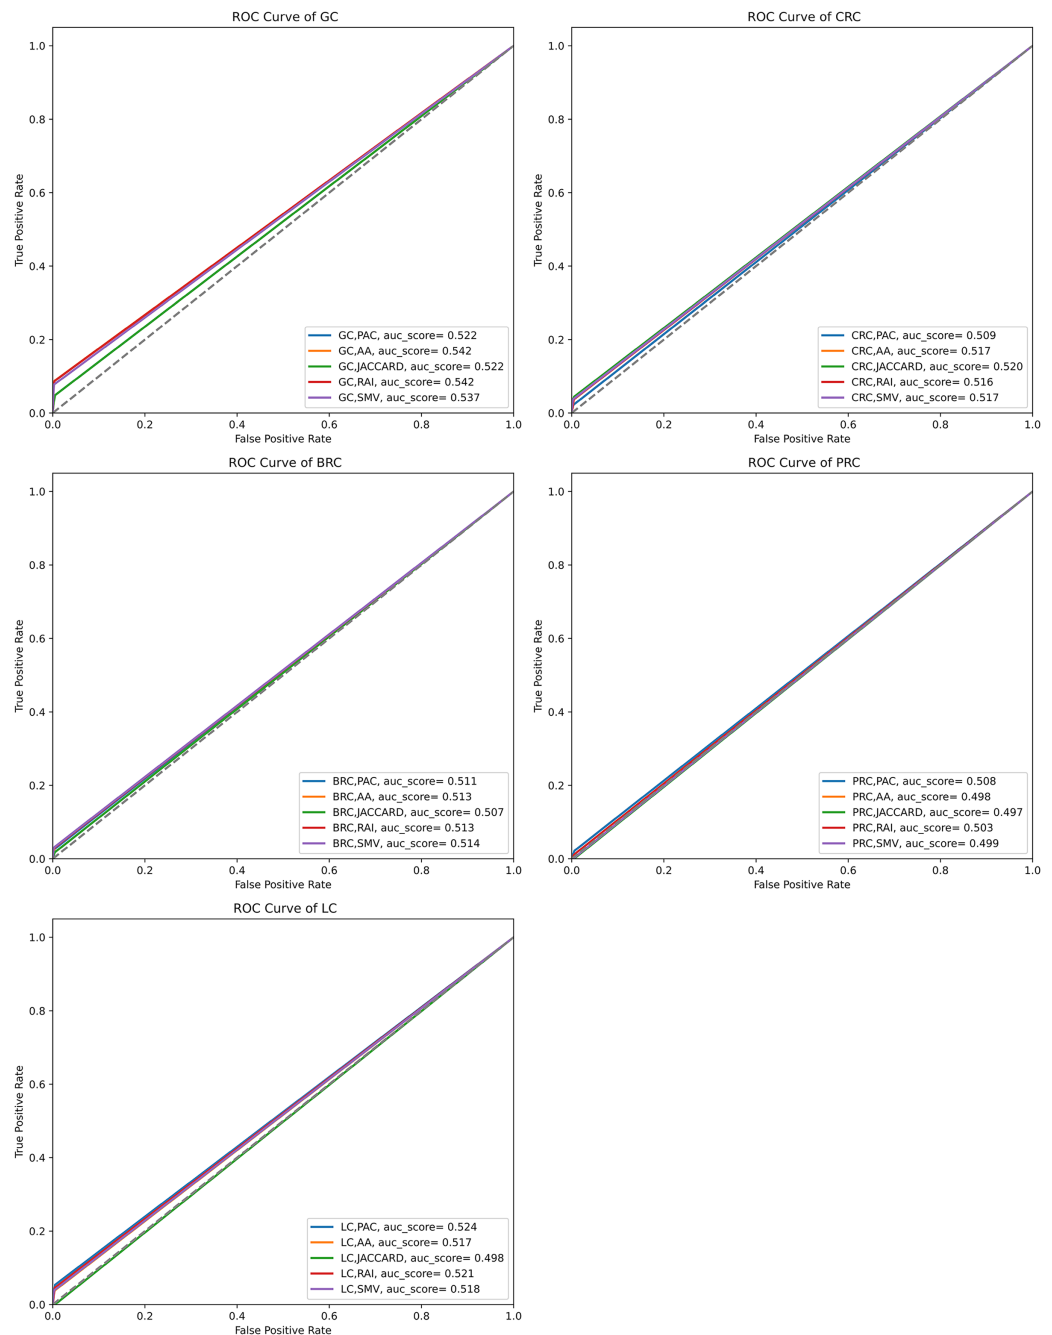 ROC Curve of GC
True Positive Rate
1.0
0.8
0.6
0.4
0.2
0.0
GC,PAC, auc_score= 0.522
GC,AA, auc_score= 0.542
GC,JACCARD, auc_score= 0.522
GC,RAI, auc_score= 0.542
GC,SMV, auc_score= 0.537
0.0 0.2 0.4 0.6 0.8 1.0
False Positive Rate
ROC Curve of CRC
True Positive Rate
1.0
0.8
0.6
0.4
0.2
0.0
CRC,PAC, auc_score= 0.509
CRC,AA, auc_score= 0.517
CRC,JACCARD, auc_score= 0.520
CRC,RAI, auc_score= 0.516
CRC,SMV, auc_score= 0.517
0.0 0.2 0.4 0.6 0.8 1.0
False Positive Rate
ROC Curve of BRC
True Positive Rate
1.0
0.8
0.6
0.4
0.2
0.0
BRC,PAC, auc_score= 0.511
BRC,AA, auc_score= 0.513
BRC,JACCARD, auc_score= 0.507
BRC,RAI, auc_score= 0.513
BRC,SMV, auc_score= 0.514
0.0 0.2 0.4 0.6 0.8 1.0
False Positive Rate
ROC Curve of PRC
True Positive Rate
1.0
0.8
0.6
0.4
0.2
0.0
PRC,PAC, auc_score= 0.508
PRC,AA, auc_score= 0.498
PRC,JACCARD, auc_score= 0.497
PRC,RAI, auc_score= 0.503
PRC,SMV, auc_score= 0.499
0.0 0.2 0.4 0.6 0.8 1.0
False Positive Rate
ROC Curve of LC
True Positive Rate
1.0
0.8
0.6
0.4
0.2
0.0
LC,PAC, auc_score= 0.524
LC,AA, auc_score= 0.517
LC,JACCARD, auc_score= 0.498
LC,RAI, auc_score= 0.521
LC,SMV, auc_score= 0.518
0.0 0.2 0.4 0.6 0.8 1.0
False Positive Rate